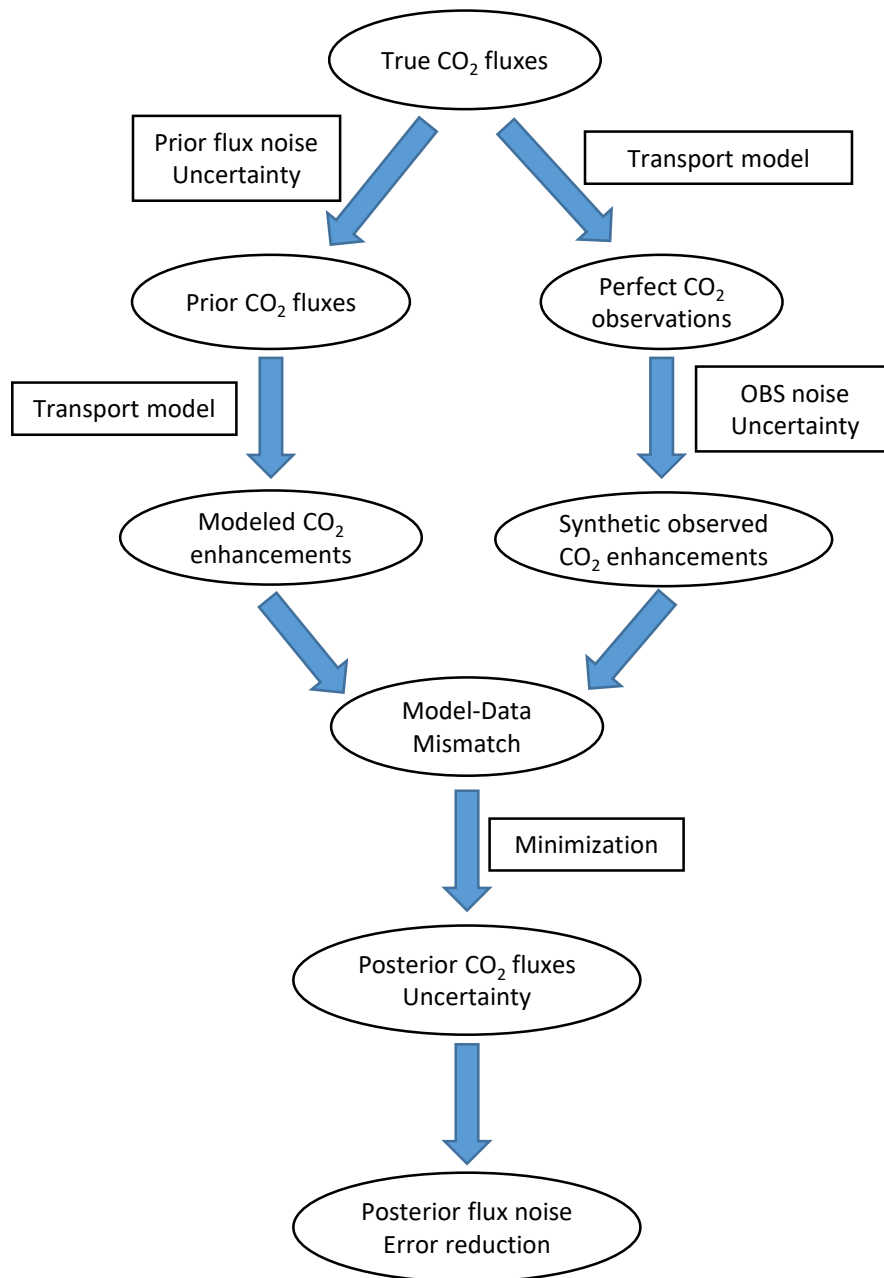 True CO₂ fluxes
Prior flux noise
Uncertainty
Transport model
Prior CO₂ fluxes
Perfect CO₂
observations
Transport model
OBS noise
Uncertainty
Modeled CO₂
enhancements
Synthetic observed
CO₂ enhancements
Model-Data
Mismatch
Minimization
Posterior CO₂ fluxes
Uncertainty
Posterior flux noise
Error reduction